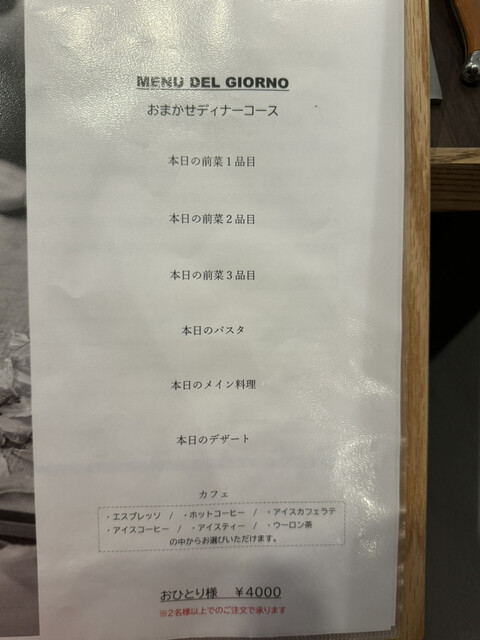 MENU DEL GIORNO
おまかせディナーコース
本日の前菜１品目
本日の前菜２品目
本日の前菜３品目
本日のパスタ
本日のメイン料理
本日のデザート
カフェ
・エスプレッソ / ・ホットコーヒー / ・アイスカフェラテ
・アイスコーヒー / ・アイスティー / ・ウーロン茶
の中からお選びいただけます。
おひとり様 ￥4000
※２名様以上でのご注文で承ります